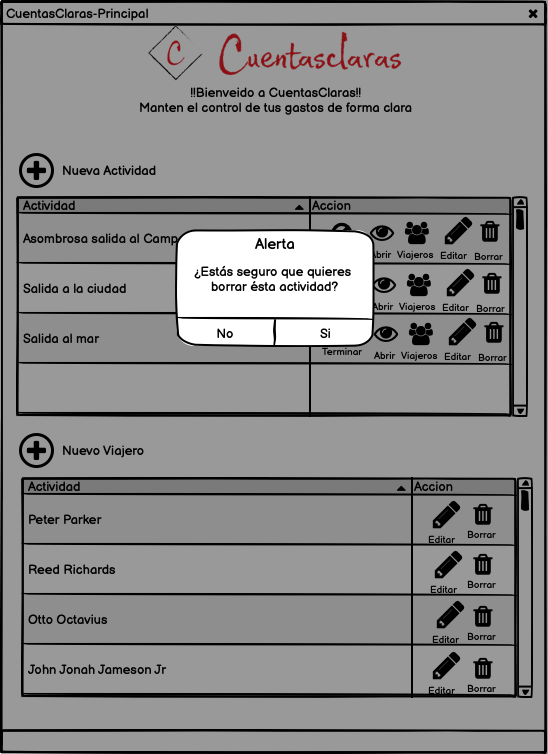 CuentasClaras-Principal
C Cuentasclaras
!!Bienveido a CuentasClaras!!
Manten el control de tus gastos de forma clara
Nueva Actividad
Actividad Accion
Asombrosa salida al Camp
Abrir Viajeros Editar Borrar
Salida a la ciudad
Abrir Viajeros Editar Borrar
Salida al mar
Terminar Abrir Viajeros Editar Borrar
Alerta
¿Estás seguro que quieres
borrar ésta actividad?
No Si
Nuevo Viajero
Actividad Accion
Peter Parker
Editar Borrar
Reed Richards
Editar Borrar
Otto Octavius
Editar Borrar
John Jonah Jameson Jr
Editar Borrar